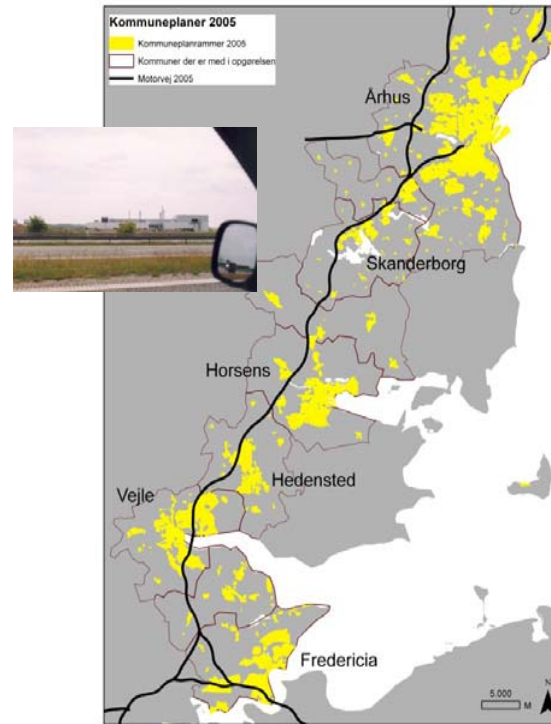 Kommuneplaner 2005
Kommuneplanrammer 2005
Kommuner der er med i opgørelsen
Motorvej 2005
Århus
Skanderborg
Horsens
Hedensted
Vejle
Fredericia
5.000
M
N